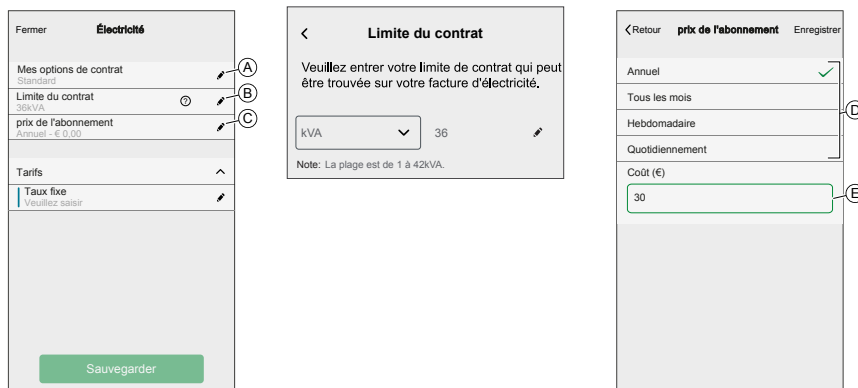 Fermer Électricité
Mes options de contrat
Standard
A
Limite du contrat
36kVA
B
prix de l'abonnement
Annuel - € 0,00
C
Tarifs
Taux fixe
Veuillez saisir
Sauvegarder
Limite du contrat
Veuillez entrer votre limite de contrat qui peut
être trouvée sur votre facture d'électricité.
kVA 36
Note: La plage est de 1 à 42kVA.
Retour prix de l'abonnement Enregistrer
Annuel
Tous les mois
Hebdomadaire
Quotidiennement
D
Coût (€)
30
E